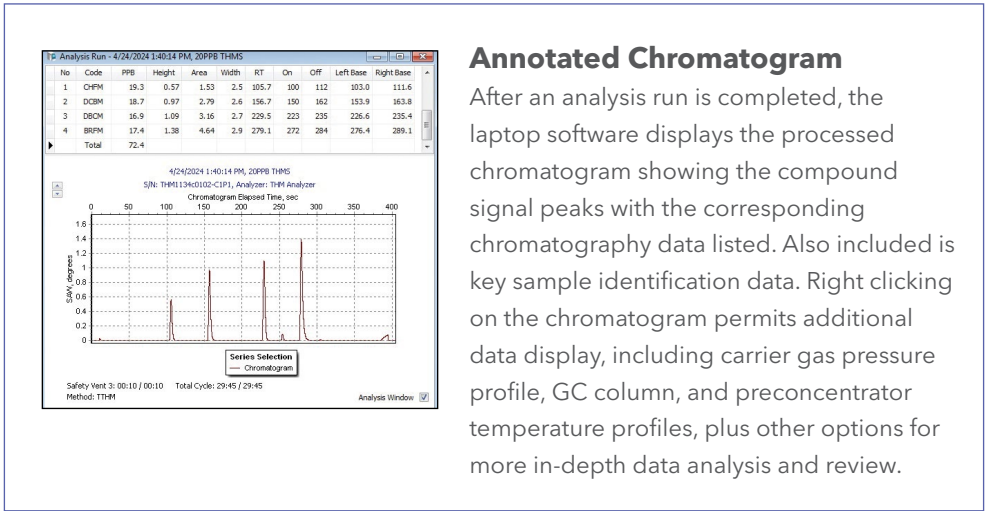 Analysis Run - 4/24/2024 1:40:14 PM, 20PPB THMS
No Code PPB Height Area Width RT On Off Left Base Right Base
1 CHFM 19.3 0.57 1.53 2.5 105.7 100 112 103.0 111.6
2 DCBM 18.7 0.97 2.79 2.6 156.7 150 162 153.9 163.8
3 DBCM 16.9 1.09 3.16 2.7 229.5 223 235 226.6 235.4
4 BRFM 17.4 1.38 4.64 2.9 279.1 272 284 276.4 289.1
Total 72.4
4/24/2024 1:40:14 PM, 20PPB THMS
S/N: THM1134c0102-C1P1, Analyzer: THM Analyzer
Chromatogram Elapsed Time, sec
0 50 100 150 200 250 300 350 400
1.6
1.4
1.2
1
0.8
0.6
0.4
0.2
0
SAW, degrees
Series Selection
Chromatogram
Safety Vent 3: 00:10 / 00:10 Total Cycle: 29:45 / 29:45
Method: TTHM
Analysis Window
Annotated Chromatogram
After an analysis run is completed, the
laptop software displays the processed
chromatogram showing the compound
signal peaks with the corresponding
chromatography data listed. Also included is
key sample identification data. Right clicking
on the chromatogram permits additional
data display, including carrier gas pressure
profile, GC column, and preconcentrator
temperature profiles, plus other options for
more in-depth data analysis and review.